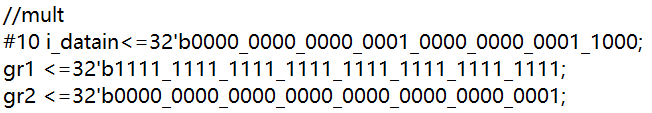 //mult
#10 i_datain<=32'b0000_0000_0000_0001_0000_0000_0001_1000;
gr1 <=32'b1111_1111_1111_1111_1111_1111_1111_1111;
gr2 <=32'b0000_0000_0000_0000_0000_0000_0000_0001;